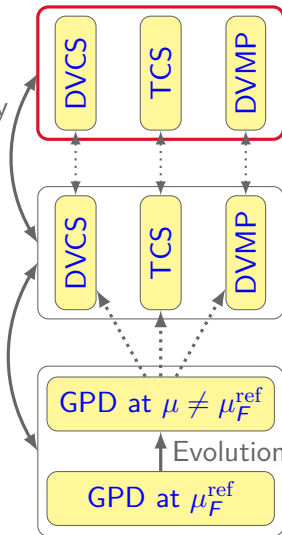 DVCS TCS DVMP
y
DVCS TCS DVMP
GPD at μ ≠ μ_F^ref
Evolution
GPD at μ_F^ref